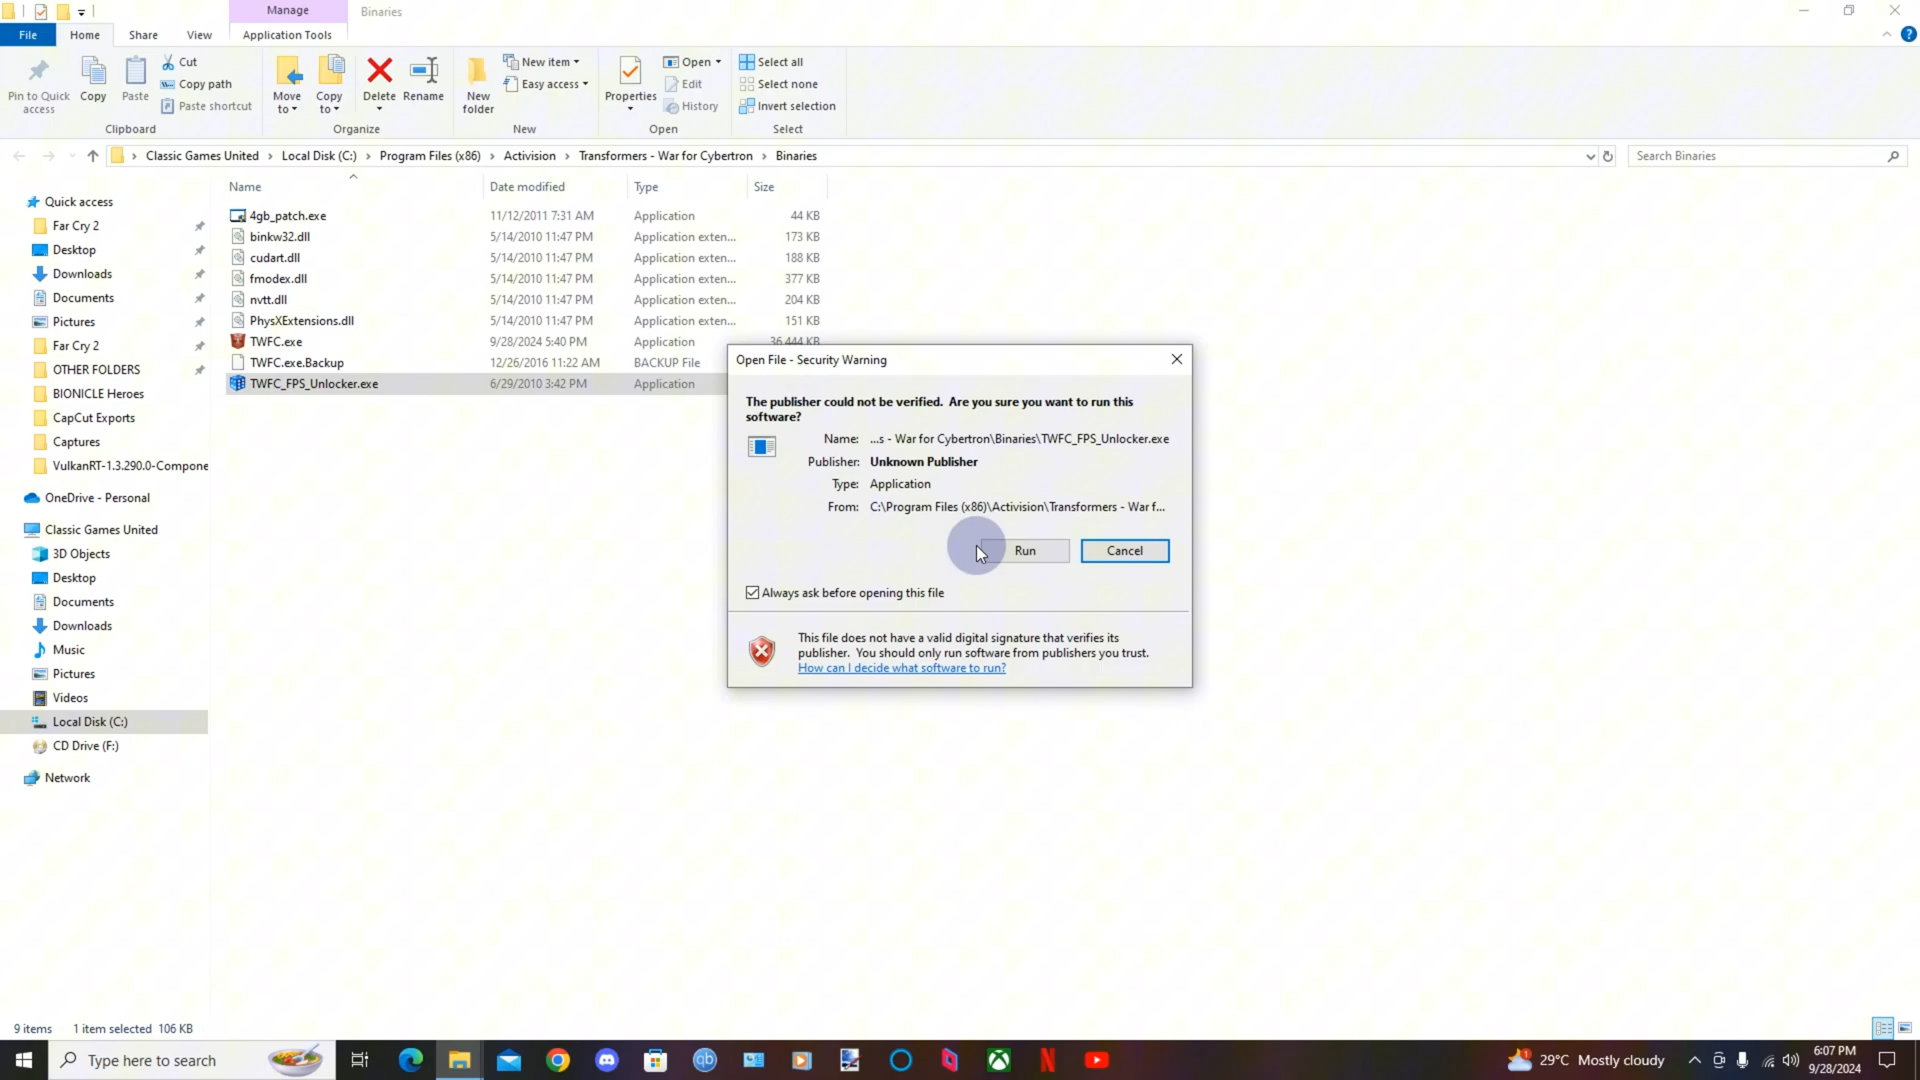 Manage
Binaries
File
Home
Share
View
Application Tools
Pin to Quick
access
Copy
Paste
Cut
Copy path
Paste shortcut
Clipboard
Move
to
Copy
to
Delete
Rename
Organize
New
folder
New item
Easy access
New
Properties
Open
Edit
History
Open
Select all
Select none
Invert selection
Select
Classic Games United > Local Disk (C:) > Program Files (x86) > Activision > Transformers - War for Cybertron > Binaries
Search Binaries
Name Date modified Type Size
4gb_patch.exe 11/12/2011 7:31 AM Application 44 KB
binkw32.dll 5/14/2010 11:47 PM Application exten... 173 KB
cudart.dll 5/14/2010 11:47 PM Application exten... 188 KB
fmodex.dll 5/14/2010 11:47 PM Application exten... 377 KB
nvtt.dll 5/14/2010 11:47 PM Application exten... 204 KB
PhysXExtensions.dll 5/14/2010 11:47 PM Application exten... 151 KB
TWFC.exe 9/28/2024 5:40 PM Application 36,444 KB
TWFC.exe.Backup 12/26/2016 11:22 AM BACKUP File
TWFC_FPS_Unlocker.exe 6/29/2010 3:42 PM Application
Quick access
Far Cry 2
Desktop
Downloads
Documents
Pictures
Far Cry 2
OTHER FOLDERS
BIONICLE Heroes
CapCut Exports
Captures
VulkanRT-1.3.290.0-Compone
OneDrive - Personal
Classic Games United
3D Objects
Desktop
Documents
Downloads
Music
Pictures
Videos
Local Disk (C:)
CD Drive (F:)
Network
Open File - Security Warning
The publisher could not be verified. Are you sure you want to run this
software?
Name: ...s - War for Cybertron\Binaries\TWFC_FPS_Unlocker.exe
Publisher: Unknown Publisher
Type: Application
From: C:\Program Files (x86)\Activision\Transformers - War f...
Run
Cancel
Always ask before opening this file
This file does not have a valid digital signature that verifies its
publisher. You should only run software from publishers you trust.
How can I decide what software to run?
9 items 1 item selected 106 KB
Type here to search
qb
29°C Mostly cloudy
6:07 PM
9/28/2024